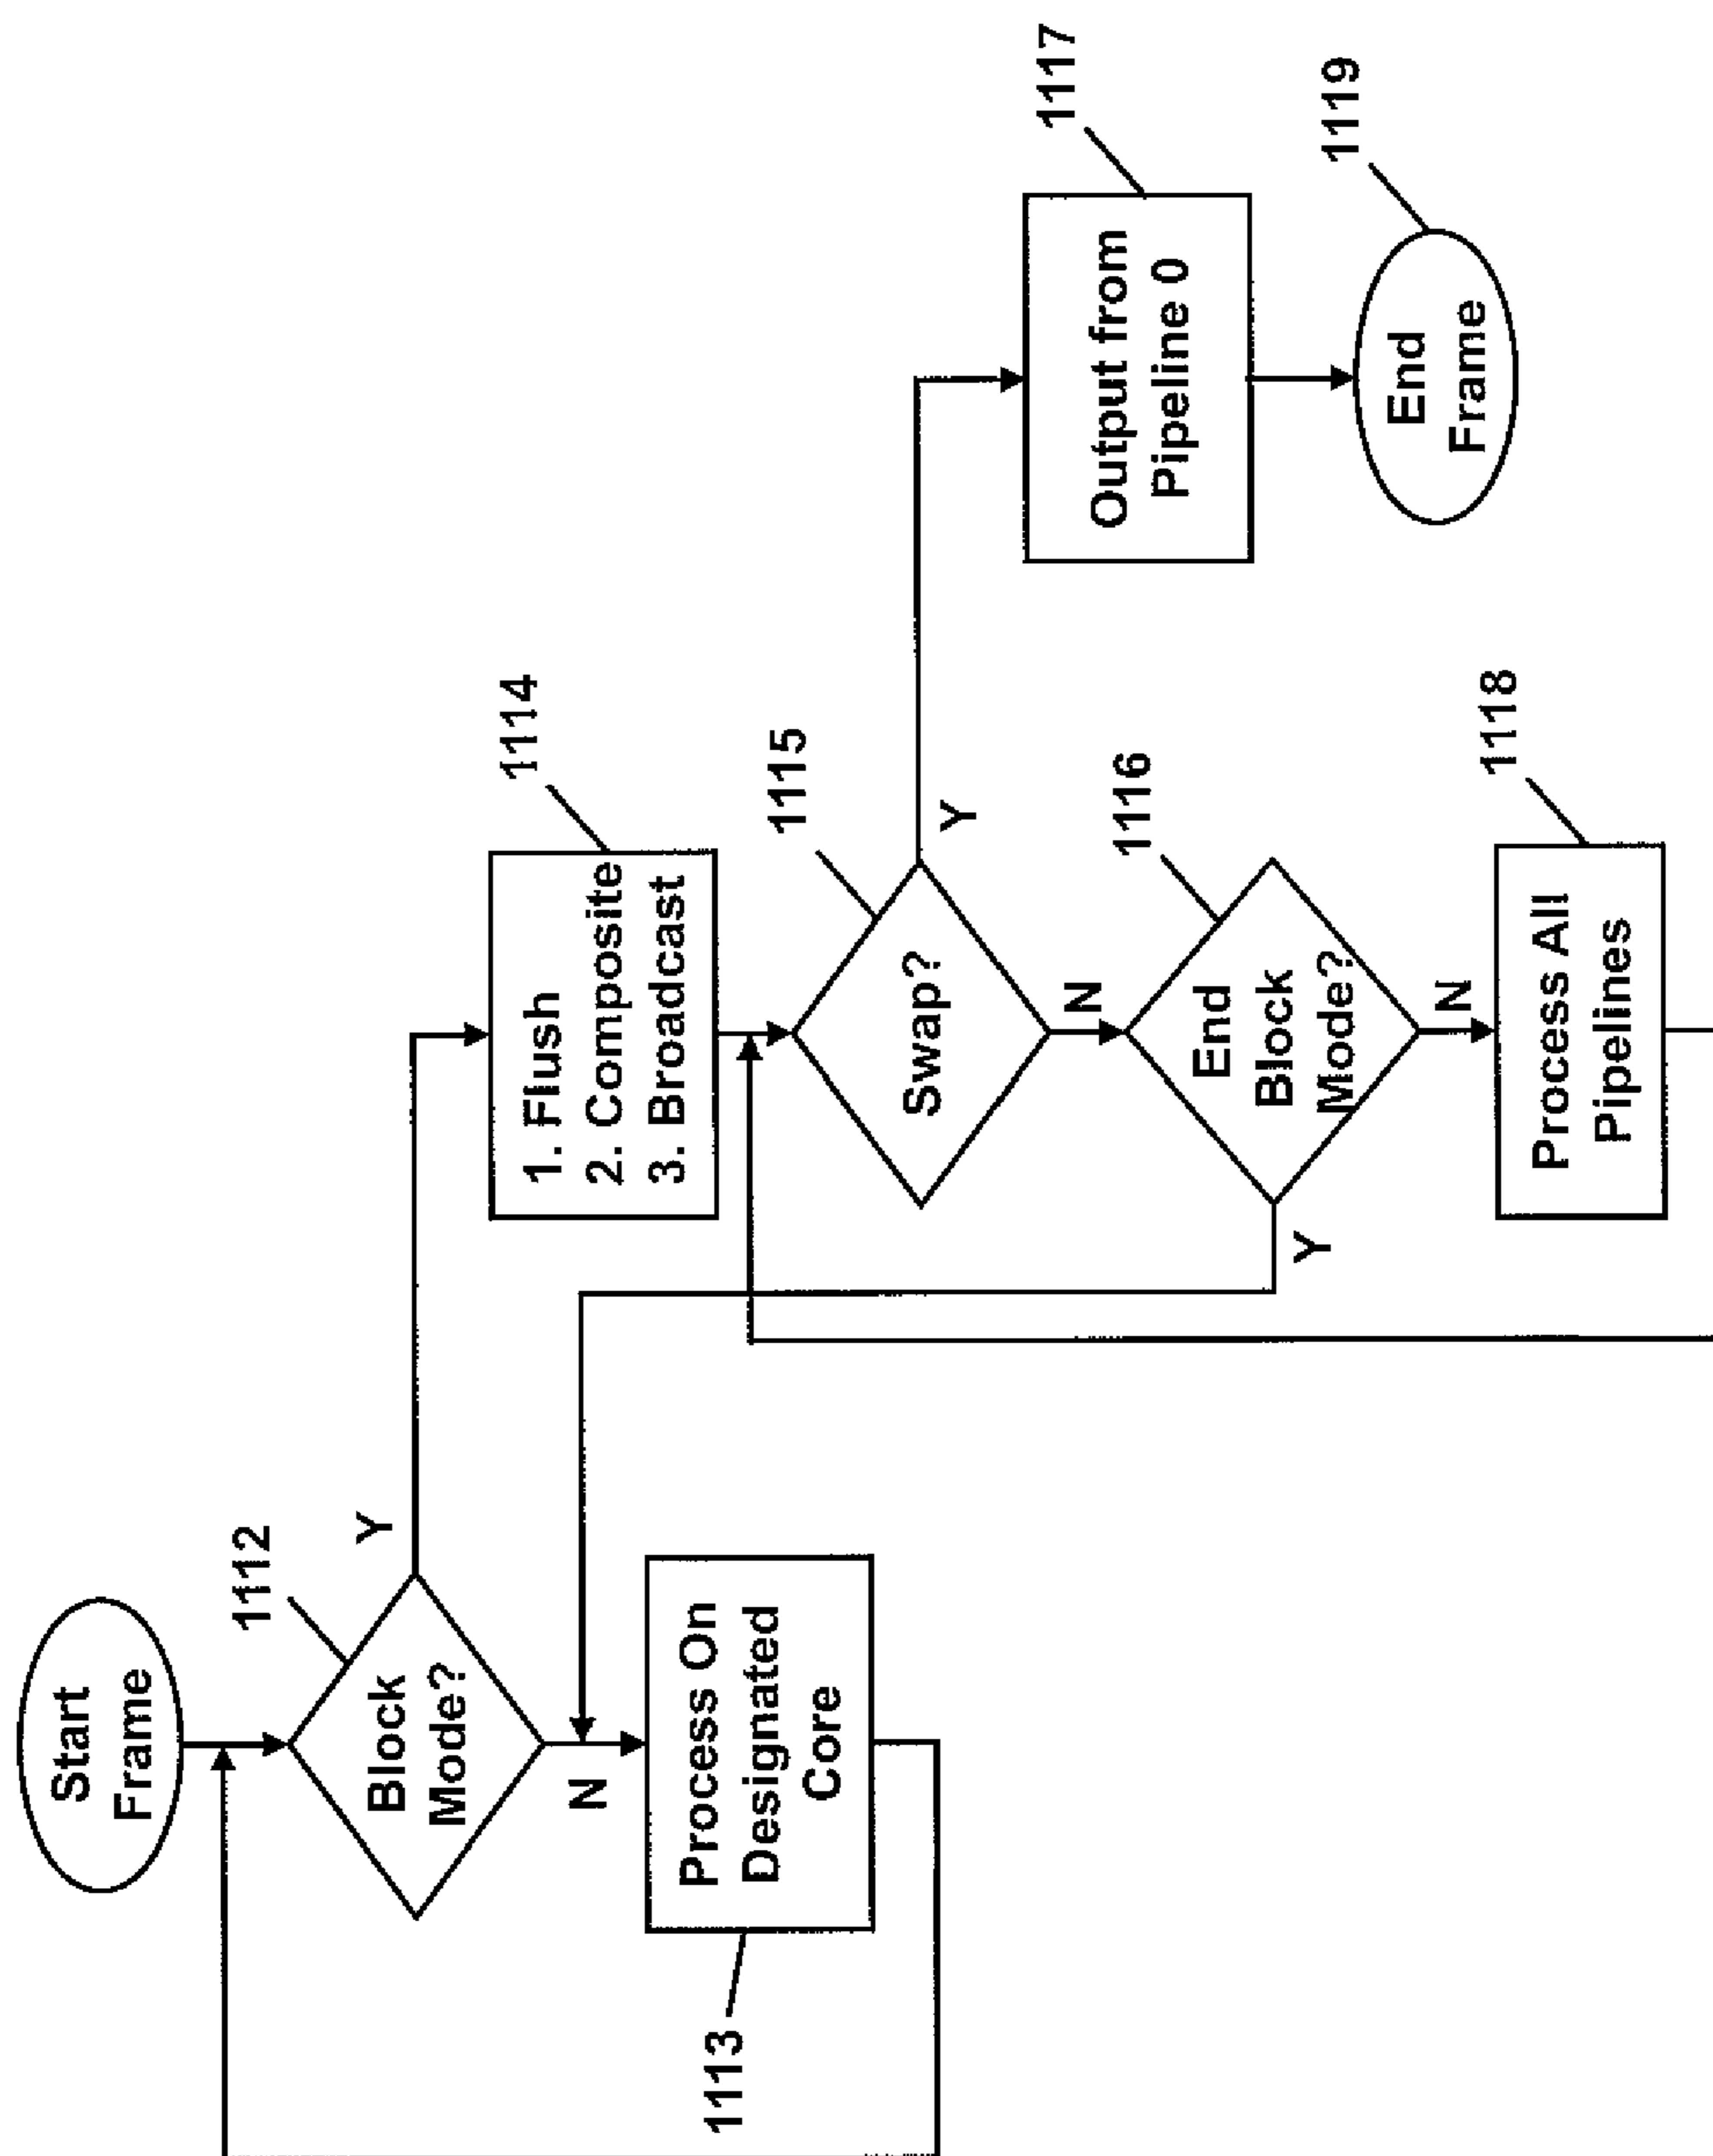 Start
Frame
1112
Block
Mode?
Y
N
Process On
Designated
Core
1113
1114
1. Flush
2. Composite
3. Broadcast
1115
Swap?
Y
N
1116
End
Block
Mode?
Y
N
1118
Process All
Pipelines
1117
Output from
Pipeline 0
1119
End
Frame